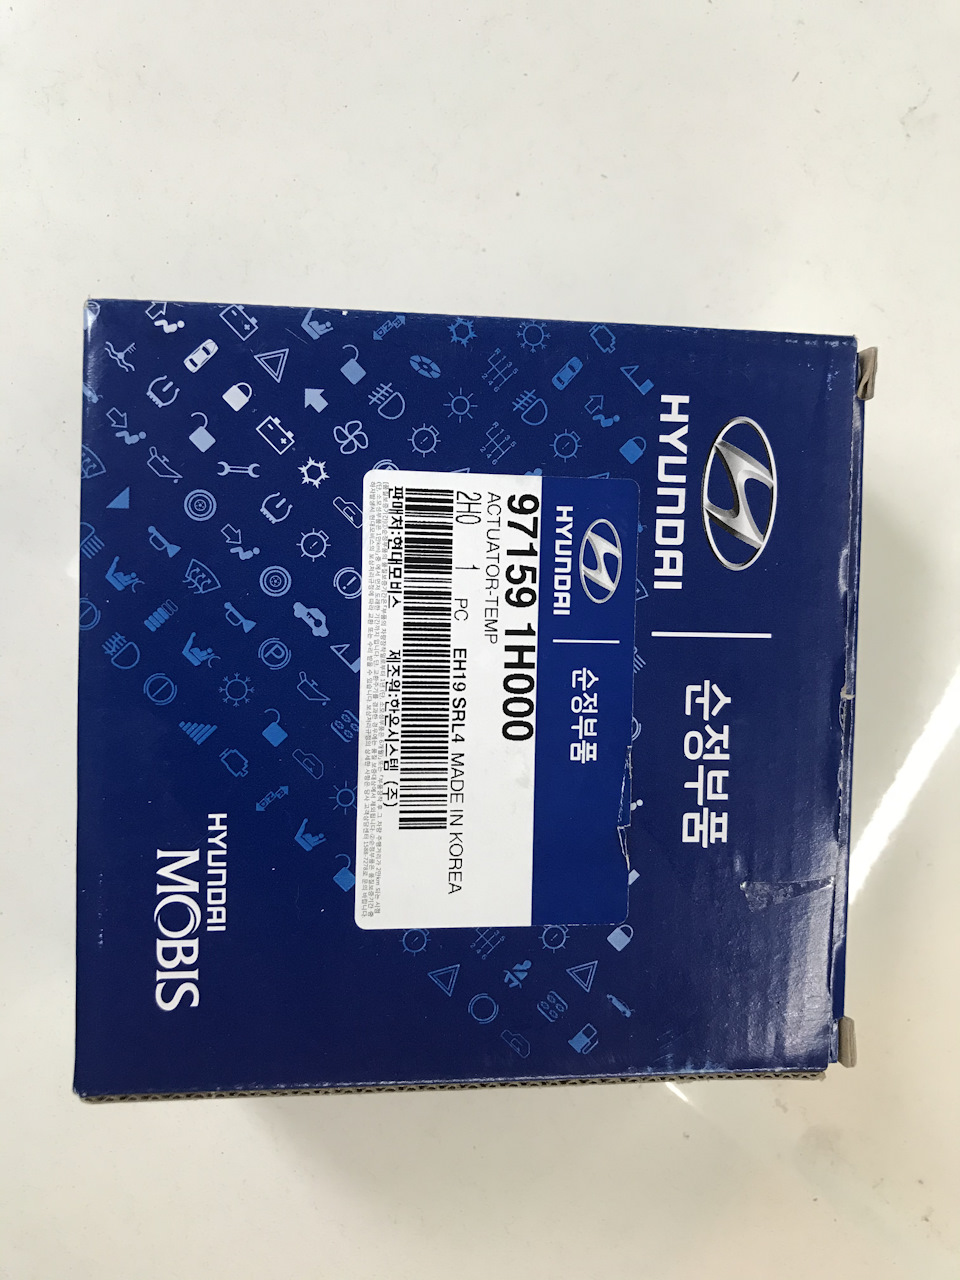 HYUNDAI
순정부품
HYUNDAI
순정부품
97159 1H000
ACTUATOR-TEMP
2H0 1 PC EH19 SRL4 MADE IN KOREA
판매처:현대모비스 제조원:한온시스템 (주)
HYUNDAI
MOBIS